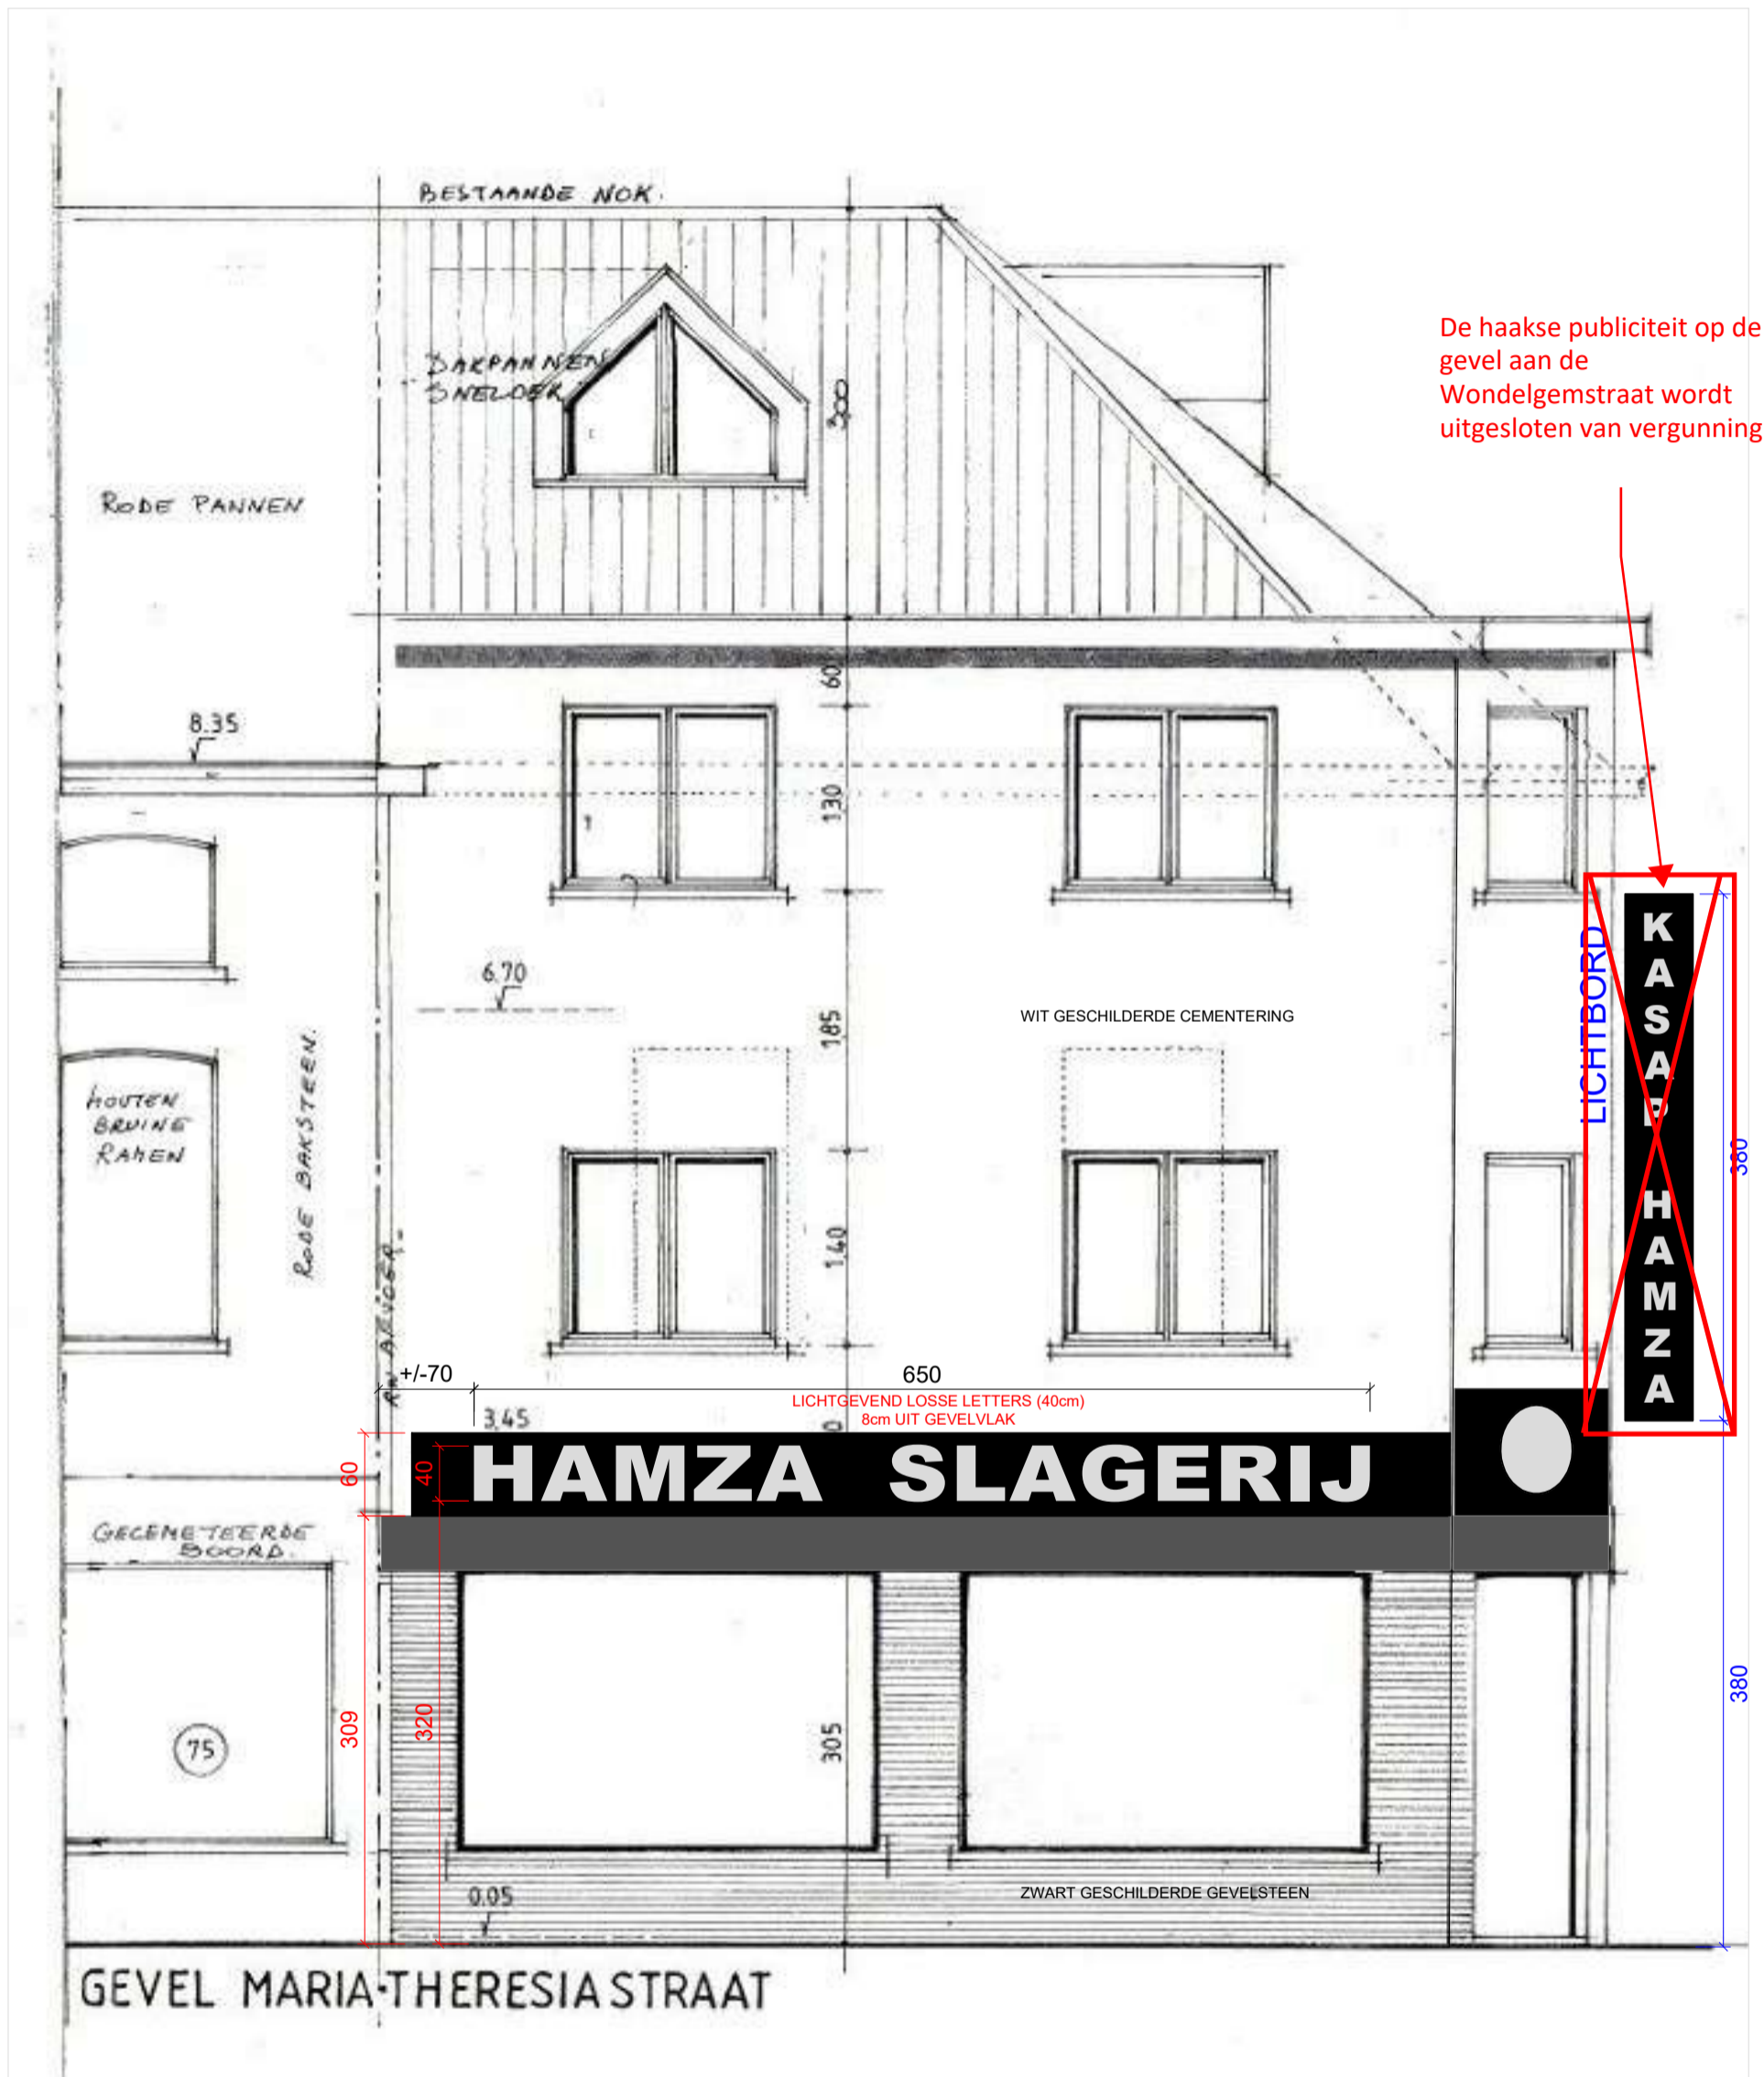 BESTAANDE NOK.
De haakse publiciteit op de
gevel aan de
Wondelgemstraat wordt
uitgesloten van vergunning
DAKPANNEN
SNELDEK
300
RODE PANNEN
60
8.35
130
6.70
WIT GESCHILDERDE CEMENTERING
185
LICHTBORD
KASAP HAMZA
380
HOUTEN
BRUINE
RAMEN
RODE BAKSTEEN.
140
+/-70
650
LICHTGEVEND LOSSE LETTERS (40cm)
8cm UIT GEVELVLAK
3,45
60
40
HAMZA SLAGERIJ
GECEMETEERDE
BOORD.
309
320
305
380
75
0.05
ZWART GESCHILDERDE GEVELSTEEN
GEVEL MARIA-THERESIASTRAAT